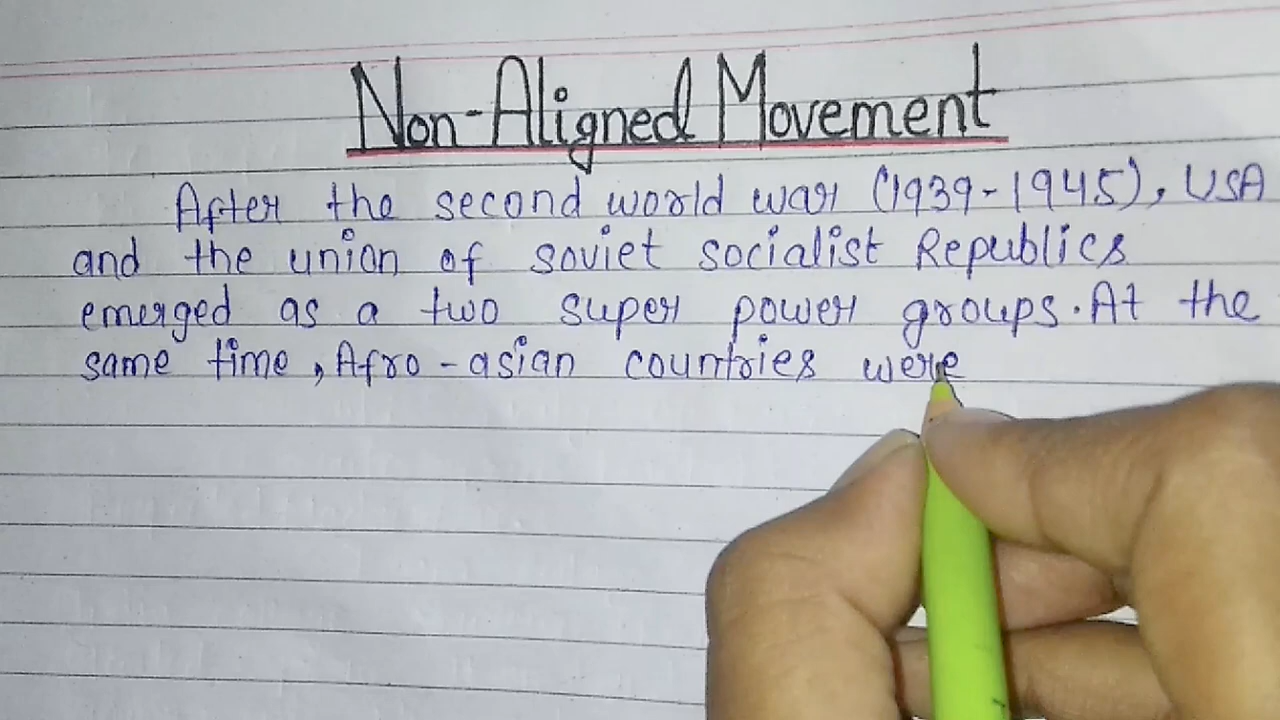 Non-Aligned Movement
After the second world war (1939-1945), USA
and the union of soviet socialist Republics
emerged as a two super power groups. At the
same time, Afro-asian countries were